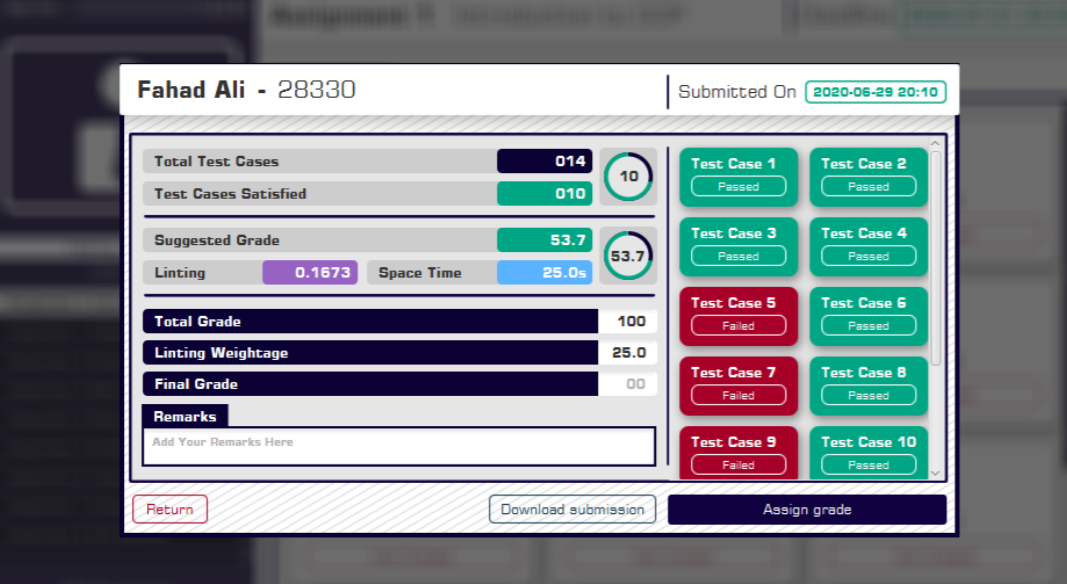 Fahad Ali - 28330
Submitted On 2020-06-29 20:10
Total Test Cases 014
Test Cases Satisfied 010
10
Suggested Grade 53.7
Linting 0.1673 Space Time 25.0s
53.7
Total Grade 100
Linting Weightage 25.0
Final Grade 00
Remarks
Add Your Remarks Here
Test Case 1 Test Case 2
Passed Passed
Test Case 3 Test Case 4
Passed Passed
Test Case 5 Test Case 6
Failed Passed
Test Case 7 Test Case 8
Failed Passed
Test Case 9 Test Case 10
Failed Passed
Return Download submission Assign grade